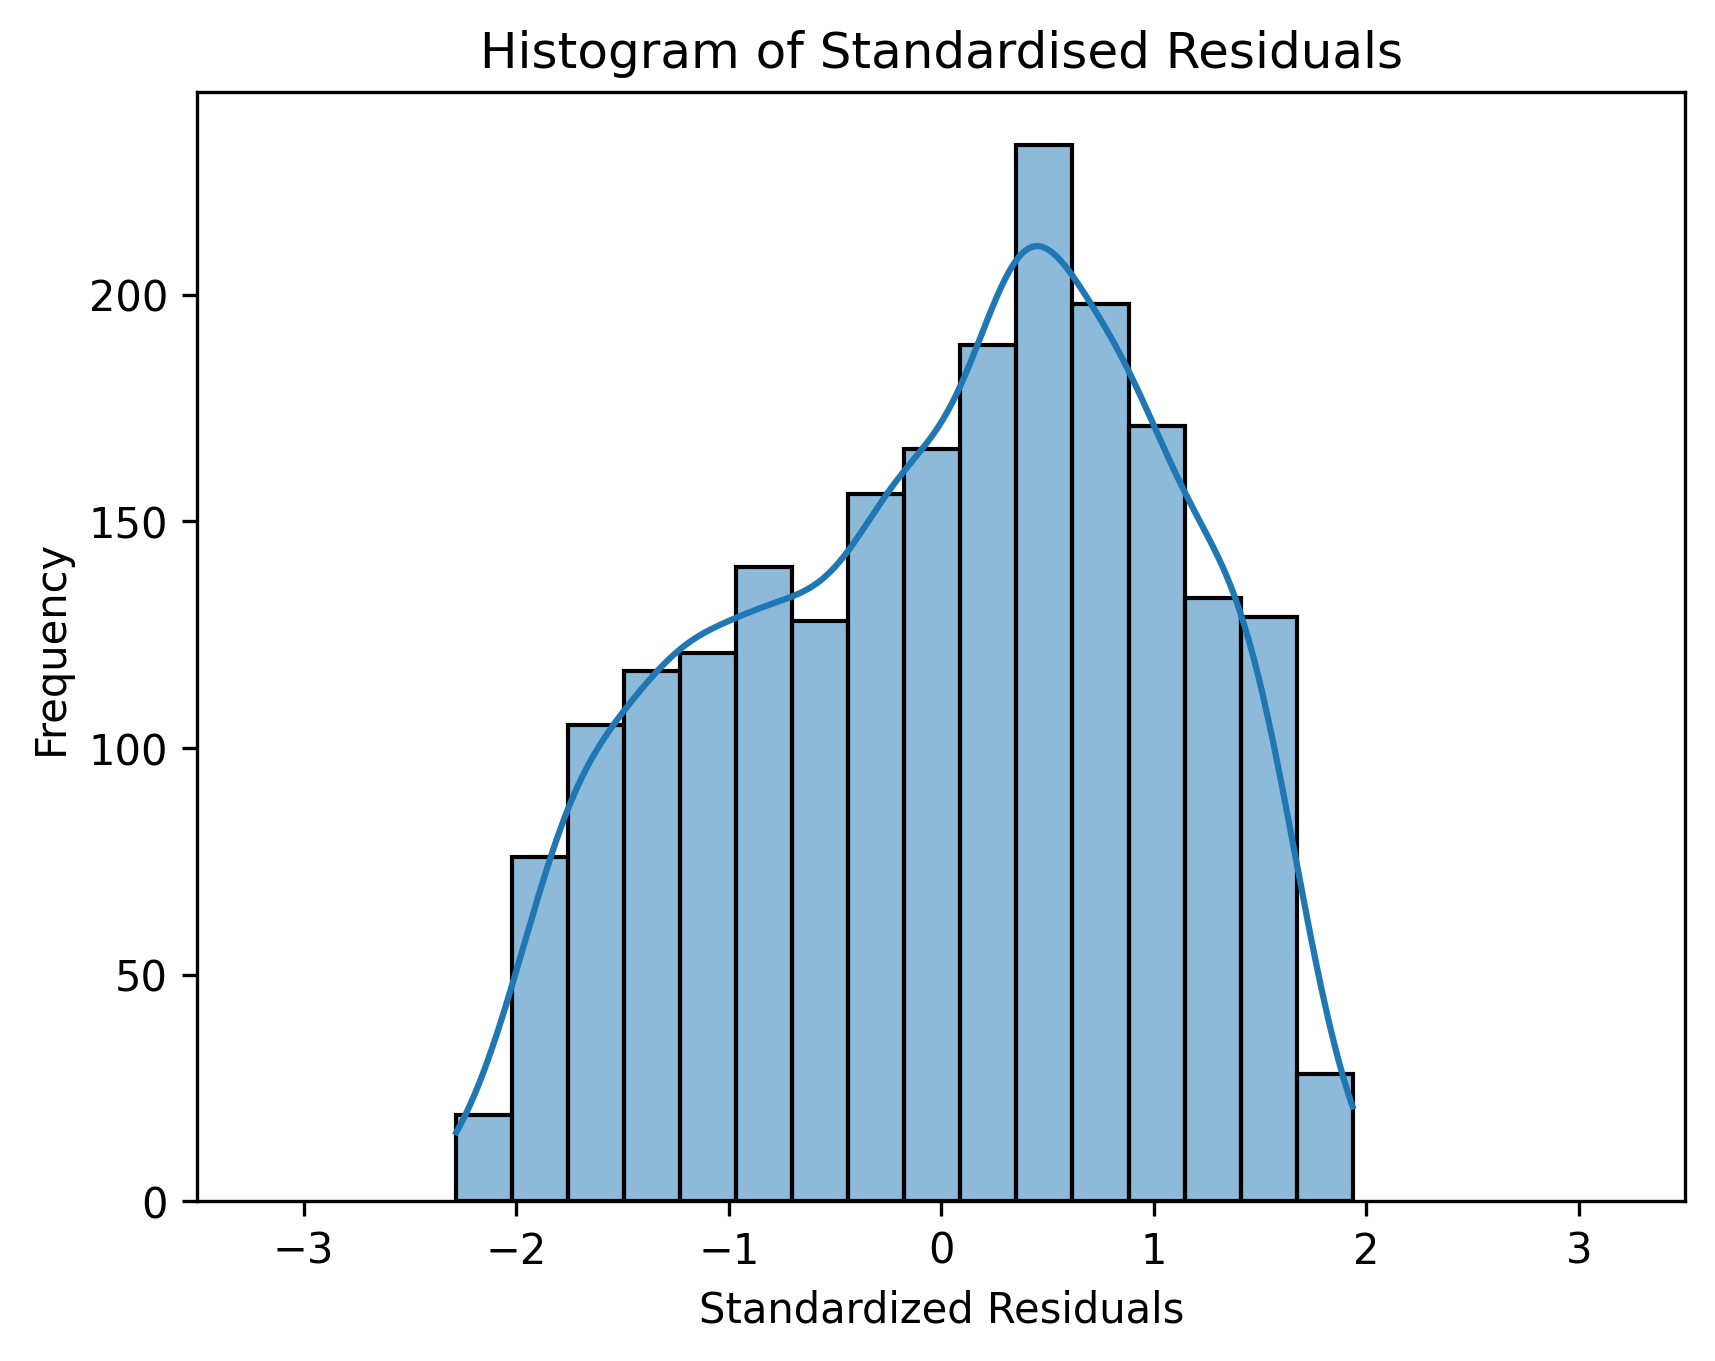 Histogram of Standardised Residuals
Frequency
200
150
100
50
0
−3 −2 −1 0 1 2 3
Standardized Residuals